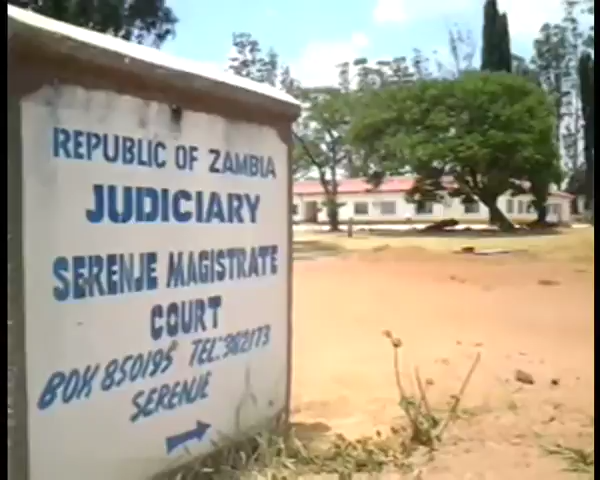 REPUBLIC OF ZAMBIA
JUDICIARY
SERENJE MAGISTRATE
COURT
BOX 850195 TEL:382173
SERENJE